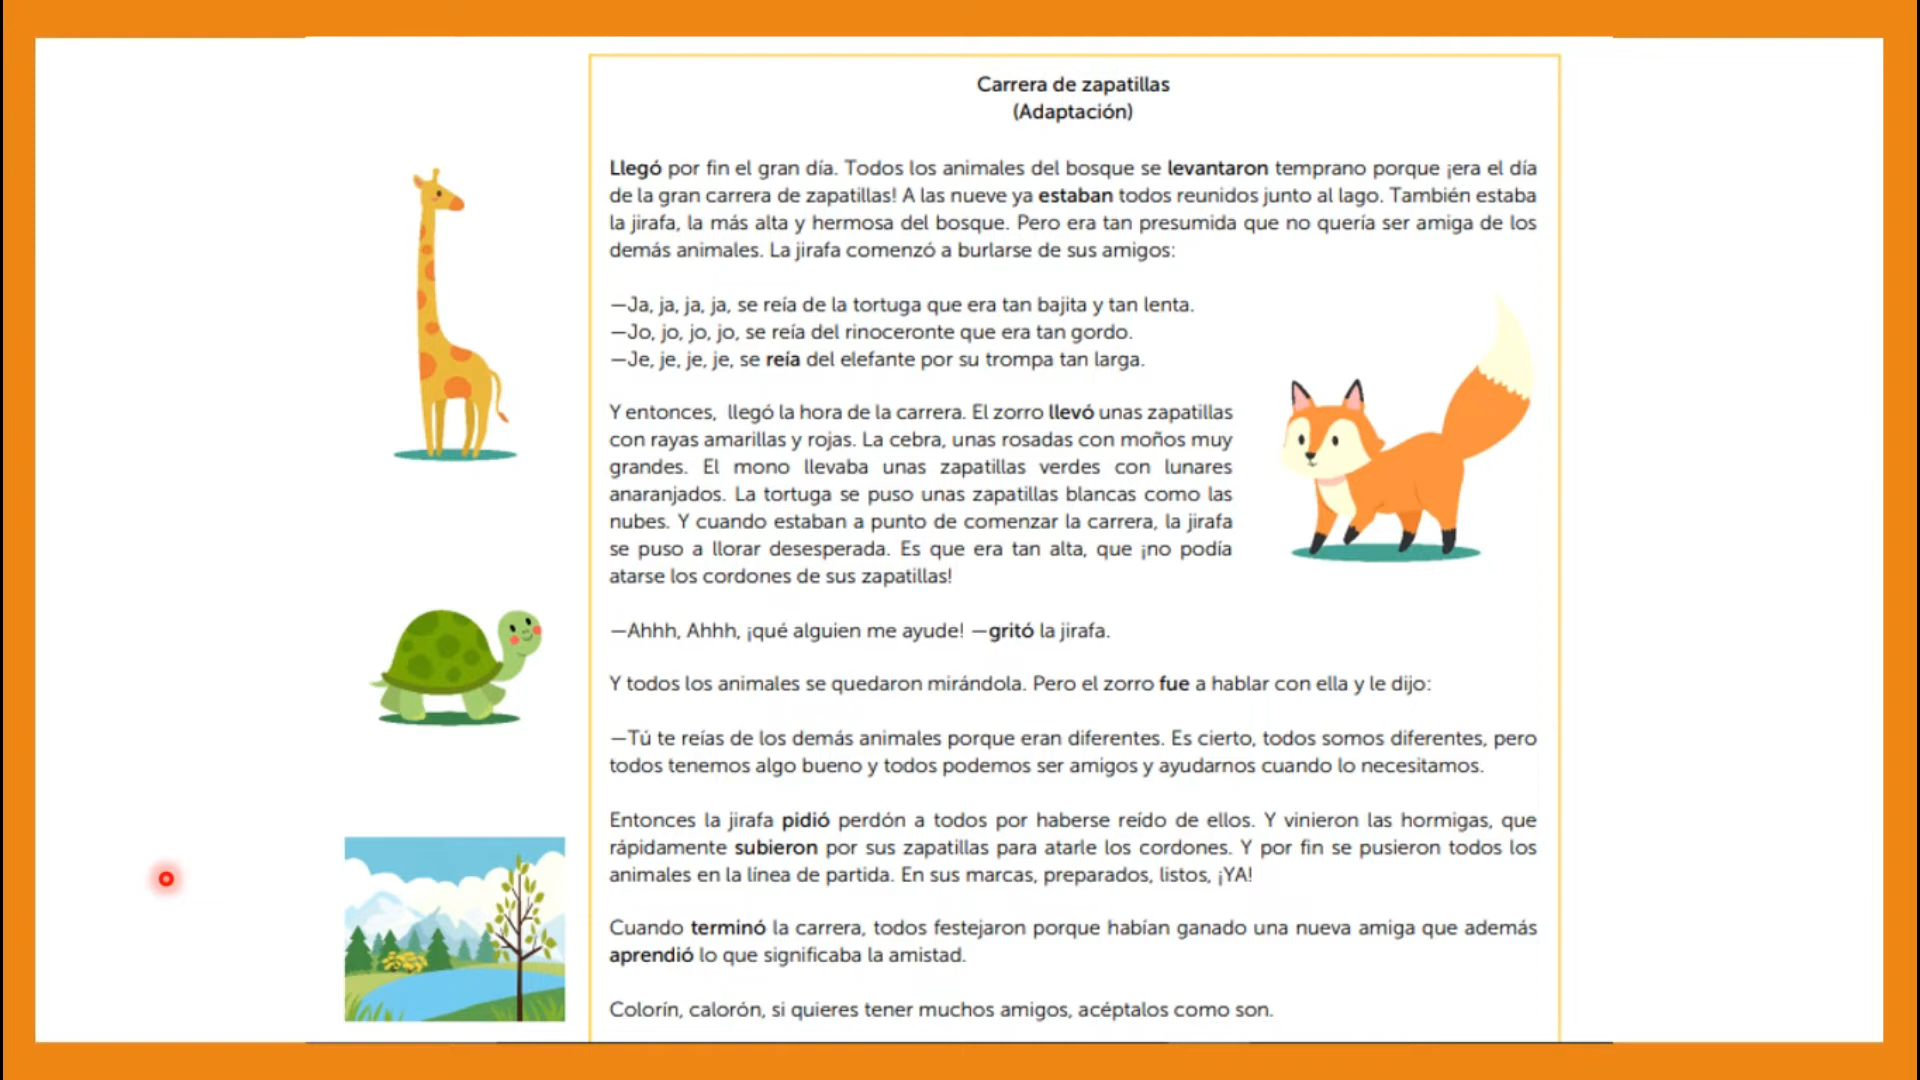 Carrera de zapatillas
(Adaptación)
Llegó por fin el gran día. Todos los animales del bosque se levantaron temprano porque ¡era el día
de la gran carrera de zapatillas! A las nueve ya estaban todos reunidos junto al lago. También estaba
la jirafa, la más alta y hermosa del bosque. Pero era tan presumida que no quería ser amiga de los
demás animales. La jirafa comenzó a burlarse de sus amigos:
—Ja, ja, ja, ja, se reía de la tortuga que era tan bajita y tan lenta.
—Jo, jo, jo, jo, se reía del rinoceronte que era tan gordo.
—Je, je, je, je, se reía del elefante por su trompa tan larga.
Y entonces, llegó la hora de la carrera. El zorro llevó unas zapatillas
con rayas amarillas y rojas. La cebra, unas rosadas con moños muy
grandes. El mono llevaba unas zapatillas verdes con lunares
anaranjados. La tortuga se puso unas zapatillas blancas como las
nubes. Y cuando estaban a punto de comenzar la carrera, la jirafa
se puso a llorar desesperada. Es que era tan alta, que ¡no podía
atarse los cordones de sus zapatillas!
—Ahhh, Ahhh, ¡qué alguien me ayude! —gritó la jirafa.
Y todos los animales se quedaron mirándola. Pero el zorro fue a hablar con ella y le dijo:
—Tú te reías de los demás animales porque eran diferentes. Es cierto, todos somos diferentes, pero
todos tenemos algo bueno y todos podemos ser amigos y ayudarnos cuando lo necesitamos.
Entonces la jirafa pidió perdón a todos por haberse reído de ellos. Y vinieron las hormigas, que
rápidamente subieron por sus zapatillas para atarle los cordones. Y por fin se pusieron todos los
animales en la línea de partida. En sus marcas, preparados, listos, ¡YA!
Cuando terminó la carrera, todos festejaron porque habían ganado una nueva amiga que además
aprendió lo que significaba la amistad.
Colorín, calorón, si quieres tener muchos amigos, acéptalos como son.